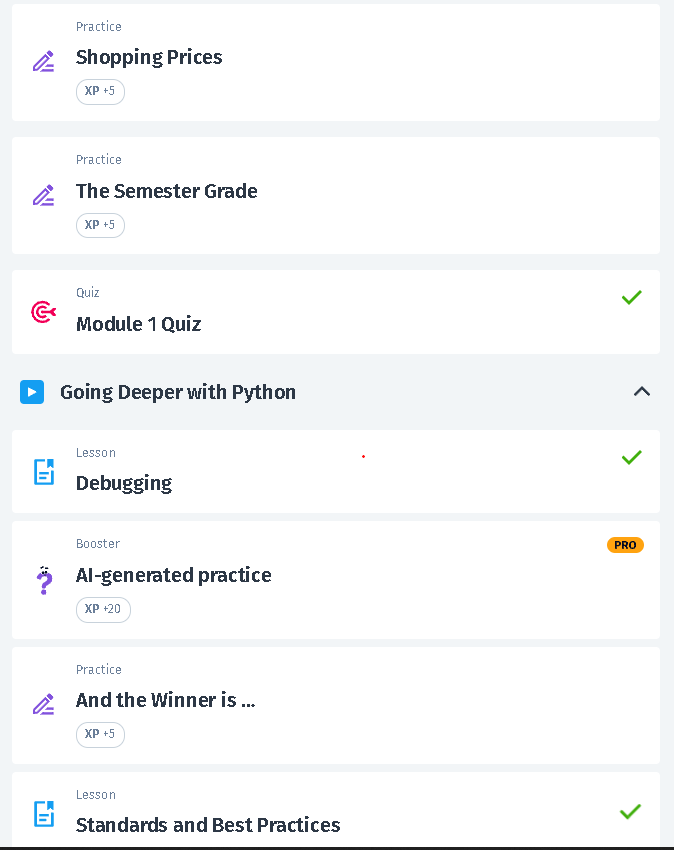 Practice
Shopping Prices
XP +5
Practice
The Semester Grade
XP +5
Quiz
Module 1 Quiz
Going Deeper with Python
Lesson
Debugging
Booster
PRO
AI-generated practice
XP +20
Practice
And the Winner is ...
XP +5
Lesson
Standards and Best Practices